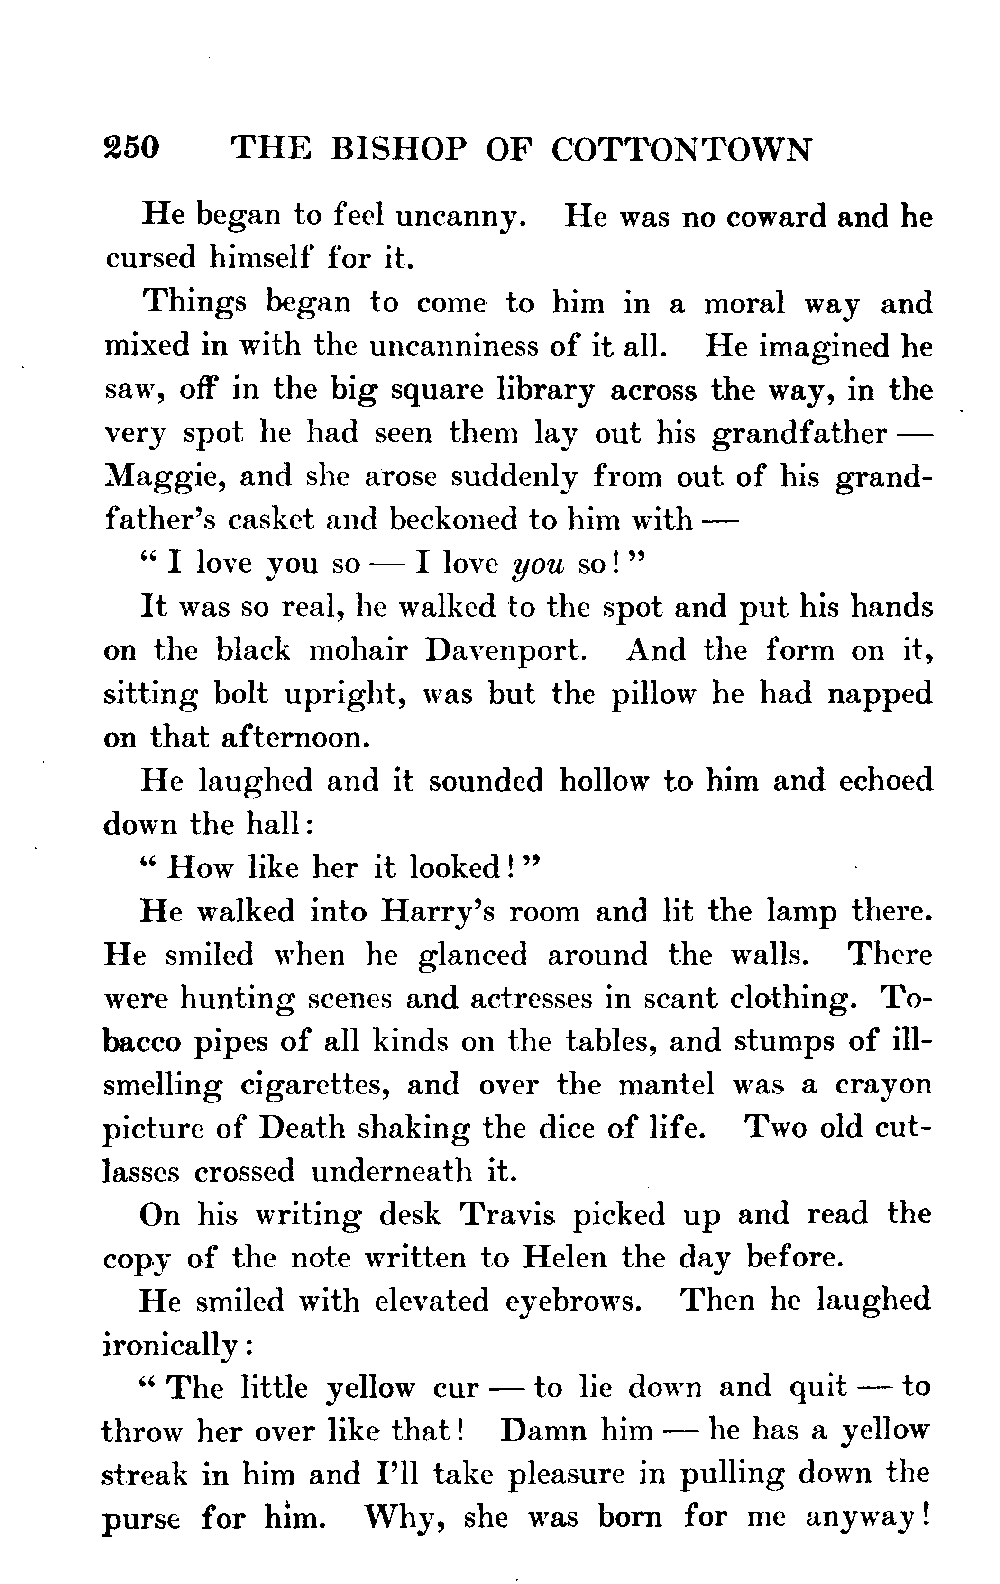 250 THE BISHOP OF COTTONTOWN
He began to feel uncanny. He was no coward and he
cursed himself for it.
Things began to come to him in a moral way and
mixed in with the uncanniness of it all. He imagined he
saw, off in the big square library across the way, in the
very spot he had seen them lay out his grandfather —
Maggie, and she arose suddenly from out of his grand-
father's casket and beckoned to him with —
“ I love you so — I love you so! ”
It was so real, he walked to the spot and put his hands
on the black mohair Davenport. And the form on it,
sitting bolt upright, was but the pillow he had napped
on that afternoon.
He laughed and it sounded hollow to him and echoed
down the hall:
“ How like her it looked! ”
He walked into Harry's room and lit the lamp there.
He smiled when he glanced around the walls. There
were hunting scenes and actresses in scant clothing. To-
bacco pipes of all kinds on the tables, and stumps of ill-
smelling cigarettes, and over the mantel was a crayon
picture of Death shaking the dice of life. Two old cut-
lasses crossed underneath it.
On his writing desk Travis picked up and read the
copy of the note written to Helen the day before.
He smiled with elevated eyebrows. Then he laughed
ironically:
“ The little yellow cur — to lie down and quit — to
throw her over like that! Damn him — he has a yellow
streak in him and I'll take pleasure in pulling down the
purse for him. Why, she was born for me anyway!